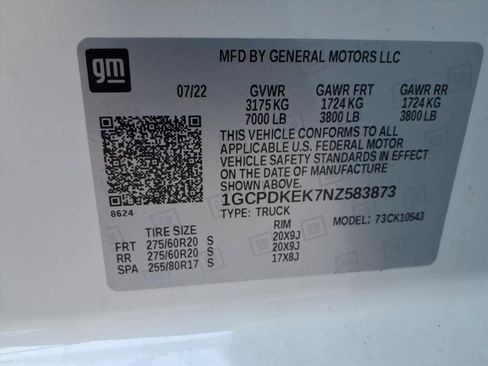 gm
MFD BY GENERAL MOTORS LLC
07/22 GVWR GAWR FRT GAWR RR
3175 KG 1724 KG 1724 KG
7000 LB 3800 LB 3800 LB
THIS VEHICLE CONFORMS TO ALL
APPLICABLE U.S. FEDERAL MOTOR
VEHICLE SAFETY STANDARDS IN EFFECT
ON THE DATE OF MANUFACTURE
SHOWN ABOVE.
1GCPDKEK7NZ583873
8624
TYPE: TRUCK MODEL: 73CK10543
TIRE SIZE RIM
FRT 275/60R20 S 20X9J
RR 275/60R20 S 20X9J
SPA 255/80R17 S 17X8J